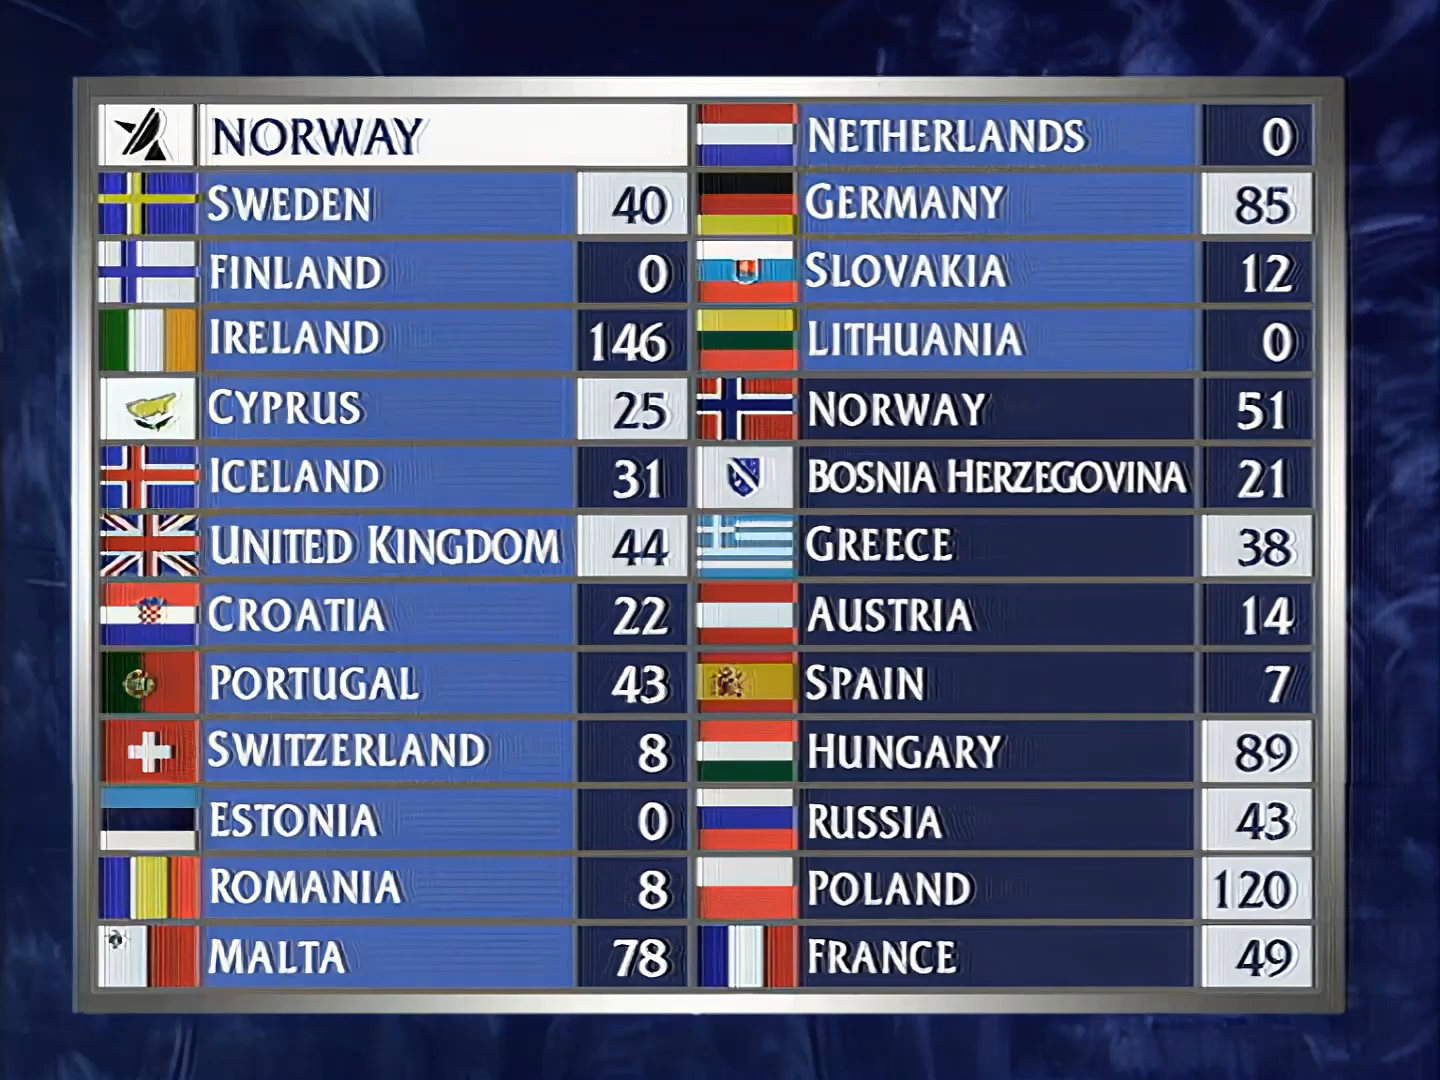 NORWAY
SWEDEN 40
FINLAND 0
IRELAND 146
CYPRUS 25
ICELAND 31
UNITED KINGDOM 44
CROATIA 22
PORTUGAL 43
SWITZERLAND 8
ESTONIA 0
ROMANIA 8
MALTA 78
NETHERLANDS 0
GERMANY 85
SLOVAKIA 12
LITHUANIA 0
NORWAY 51
BOSNIA HERZEGOVINA 21
GREECE 38
AUSTRIA 14
SPAIN 7
HUNGARY 89
RUSSIA 43
POLAND 120
FRANCE 49